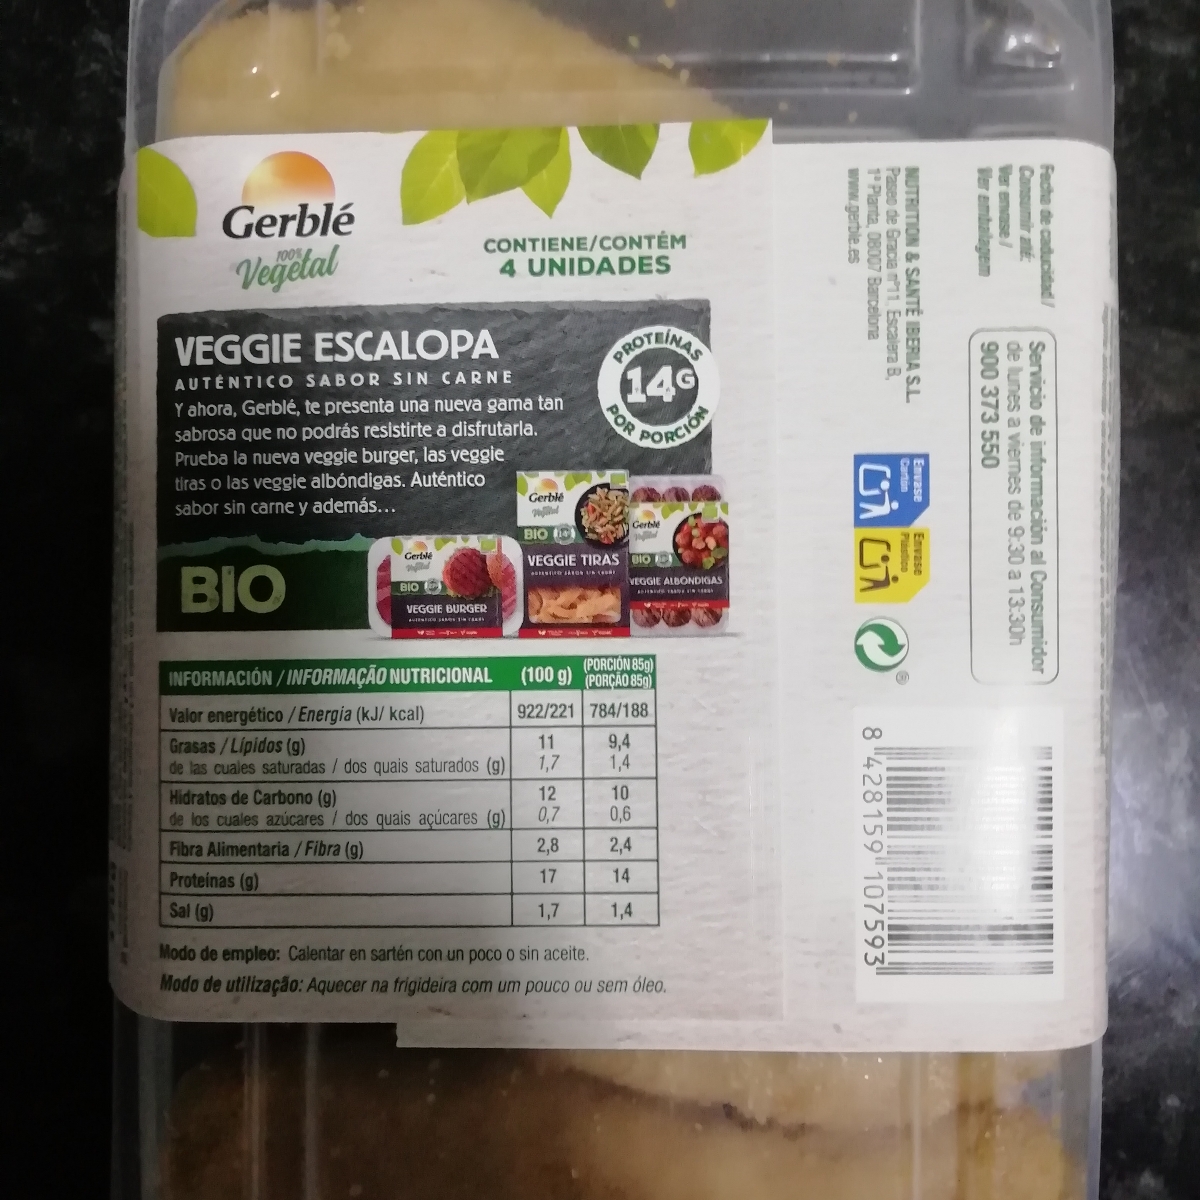 Gerblé
100%
Vegetal
CONTIENE/CONTÉM
4 UNIDADES
VEGGIE ESCALOPA
AUTÉNTICO SABOR SIN CARNE
Y ahora, Gerblé, te presenta una nueva gama tan
sabrosa que no podrás resistirte a disfrutarla.
Prueba la nueva veggie burger, las veggie
tiras o las veggie albóndigas. Auténtico
sabor sin carne y además...
PROTEÍNAS
14G
POR PORCIÓN
BIO
Gerblé
BIO
VEGGIE BURGER
Gerblé
BIO
VEGGIE TIRAS
Gerblé
BIO
VEGGIE ALBÓNDIGAS
INFORMACIÓN / INFORMAÇÃO NUTRICIONAL (100 g) (PORCIÓN 85g) (PORÇÃO 85g)
Valor energético / Energia (kJ/ kcal) 922/221 784/188
Grasas / Lípidos (g) 11 9,4
de las cuales saturadas / dos quais saturados (g) 1,7 1,4
Hidratos de Carbono (g) 12 10
de los cuales azúcares / dos quais açúcares (g) 0,7 0,6
Fibra Alimentaria / Fibra (g) 2,8 2,4
Proteínas (g) 17 14
Sal (g) 1,7 1,4
Modo de empleo: Calentar en sartén con un poco o sin aceite.
Modo de utilização: Aquecer na frigideira com um pouco ou sem óleo.
Fecha de caducidad /
Consumir até:
Ver envase /
Ver embalagem
NUTRITION & SANTÉ IBERIA S.L.
Paseo de Gracia nº11, Escalera B,
1ª Planta, 08007 Barcelona
www.gerble.es
Servicio de información al Consumidor
de lunes a viernes de 9:30 a 13:30h
900 373 550
Envase
Cartón
Envase
Plástico
®
8 428159 107593